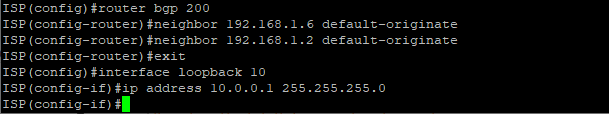 ISP(config)#router bgp 200
ISP(config-router)#neighbor 192.168.1.6 default-originate
ISP(config-router)#neighbor 192.168.1.2 default-originate
ISP(config-router)#exit
ISP(config)#interface loopback 10
ISP(config-if)#ip address 10.0.0.1 255.255.255.0
ISP(config-if)#